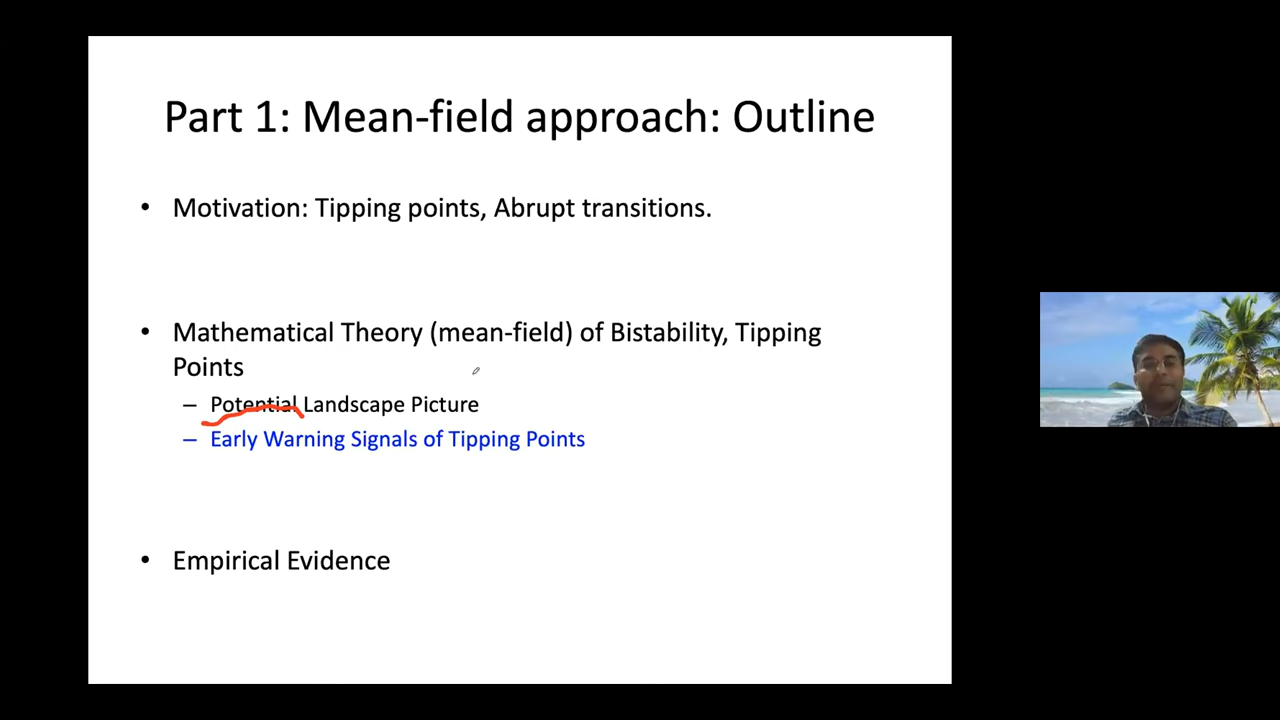 Part 1: Mean-field approach: Outline
• Motivation: Tipping points, Abrupt transitions.
• Mathematical Theory (mean-field) of Bistability, Tipping
Points
– Potential Landscape Picture
– Early Warning Signals of Tipping Points
• Empirical Evidence